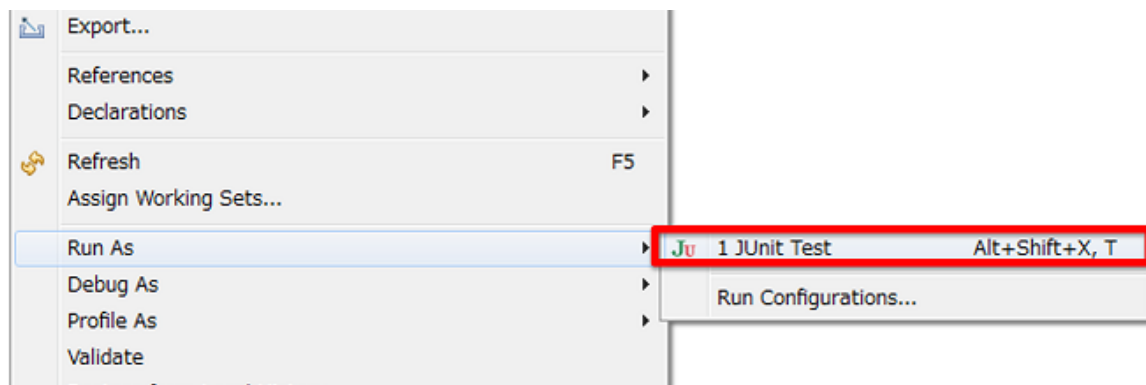 Export...
References
Declarations
Refresh F5
Assign Working Sets...
Run As
JU 1 JUnit Test Alt+Shift+X, T
Debug As
Run Configurations...
Profile As
Validate